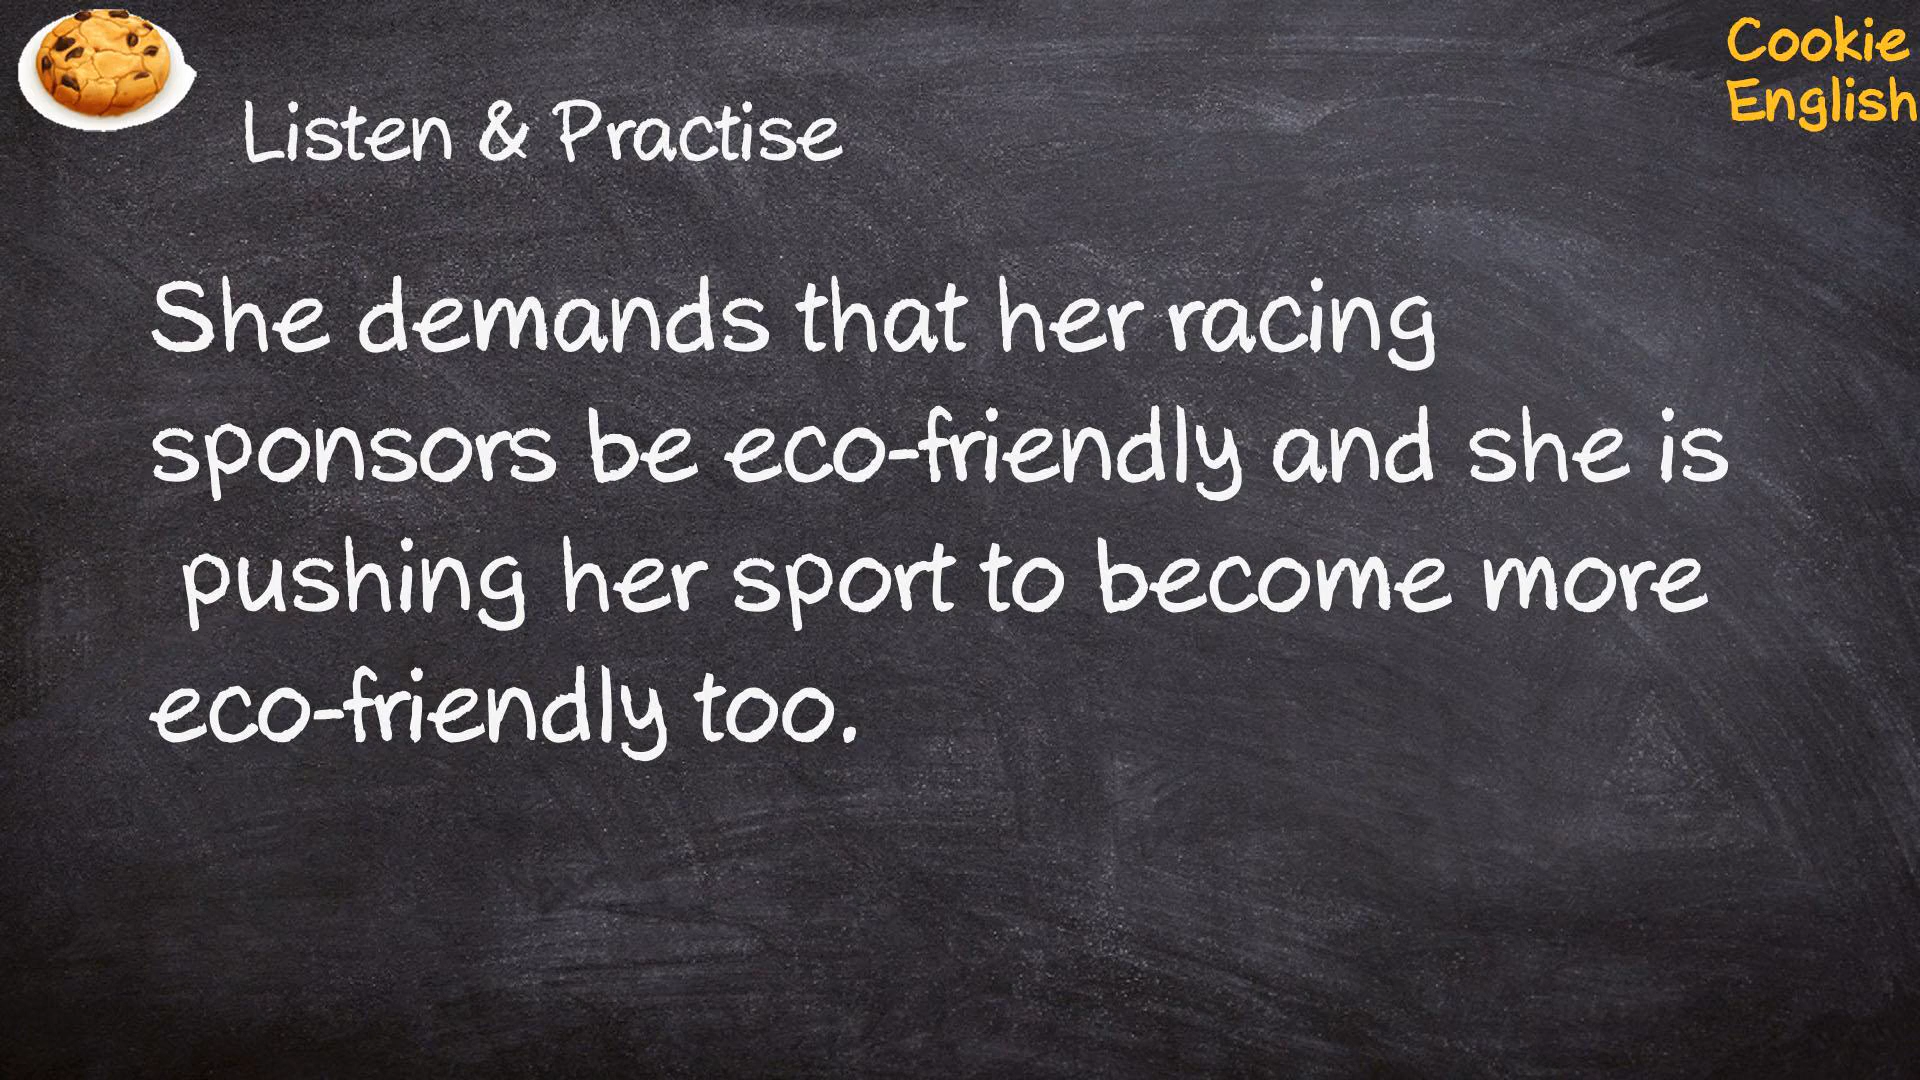 Cookie
English
Listen & Practise
She demands that her racing
sponsors be eco-friendly and she is
pushing her sport to become more
eco-friendly too.